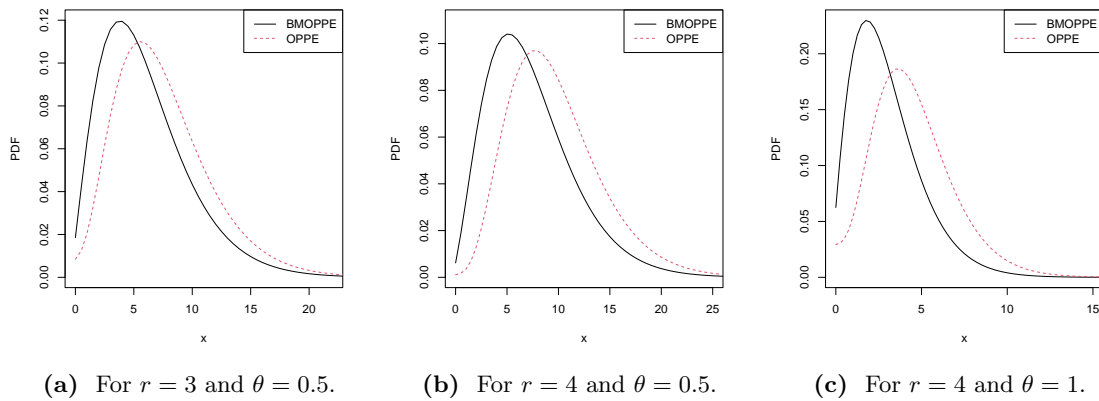 0.12
0.10
0.08
0.06
0.04
0.02
0.00
PDF
0 5 10 15 20
x
BMOPPE
OPPE
(a) For r = 3 and θ = 0.5.
0.10
0.08
0.06
0.04
0.02
0.00
PDF
0 5 10 15 20 25
x
BMOPPE
OPPE
(b) For r = 4 and θ = 0.5.
0.20
0.15
0.10
0.05
0.00
PDF
0 5 10 15
x
BMOPPE
OPPE
(c) For r = 4 and θ = 1.